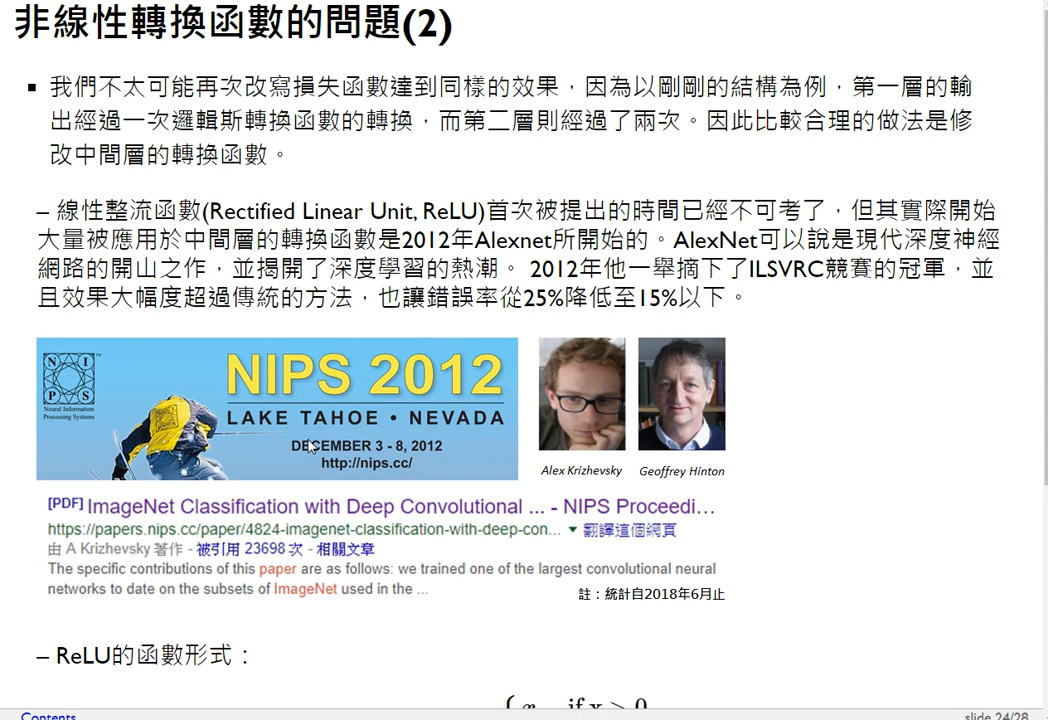 非線性轉換函數的問題(2)
▪ 我們不太可能再次改寫損失函數達到同樣的效果，因為以剛剛的結構為例，第一層的輸
出經過一次邏輯斯轉換函數的轉換，而第二層則經過了兩次。因此比較合理的做法是修
改中間層的轉換函數。
– 線性整流函數(Rectified Linear Unit, ReLU)首次被提出的時間已經不可考了，但其實際開始
大量被應用於中間層的轉換函數是2012年Alexnet所開始的。AlexNet可以說是現代深度神經
網路的開山之作，並揭開了深度學習的熱潮。 2012年他一舉摘下了ILSVRC競賽的冠軍，並
且效果大幅度超過傳統的方法，也讓錯誤率從25%降低至15%以下。
N I P S
Neural Information
Processing Systems
NIPS 2012
LAKE TAHOE • NEVADA
DECEMBER 3 - 8, 2012
http://nips.cc/
Alex Krizhevsky
Geoffrey Hinton
[PDF] ImageNet Classification with Deep Convolutional ... - NIPS Proceedi...
https://papers.nips.cc/paper/4824-imagenet-classification-with-deep-con... ▼ 翻譯這個網頁
由 A Krizhevsky 著作 - 被引用 23698 次 - 相關文章
The specific contributions of this paper are as follows: we trained one of the largest convolutional neural
networks to date on the subsets of ImageNet used in the ...
註：統計自2018年6月止
– ReLU的函數形式：
x if x > 0
Contents
slide 24/28